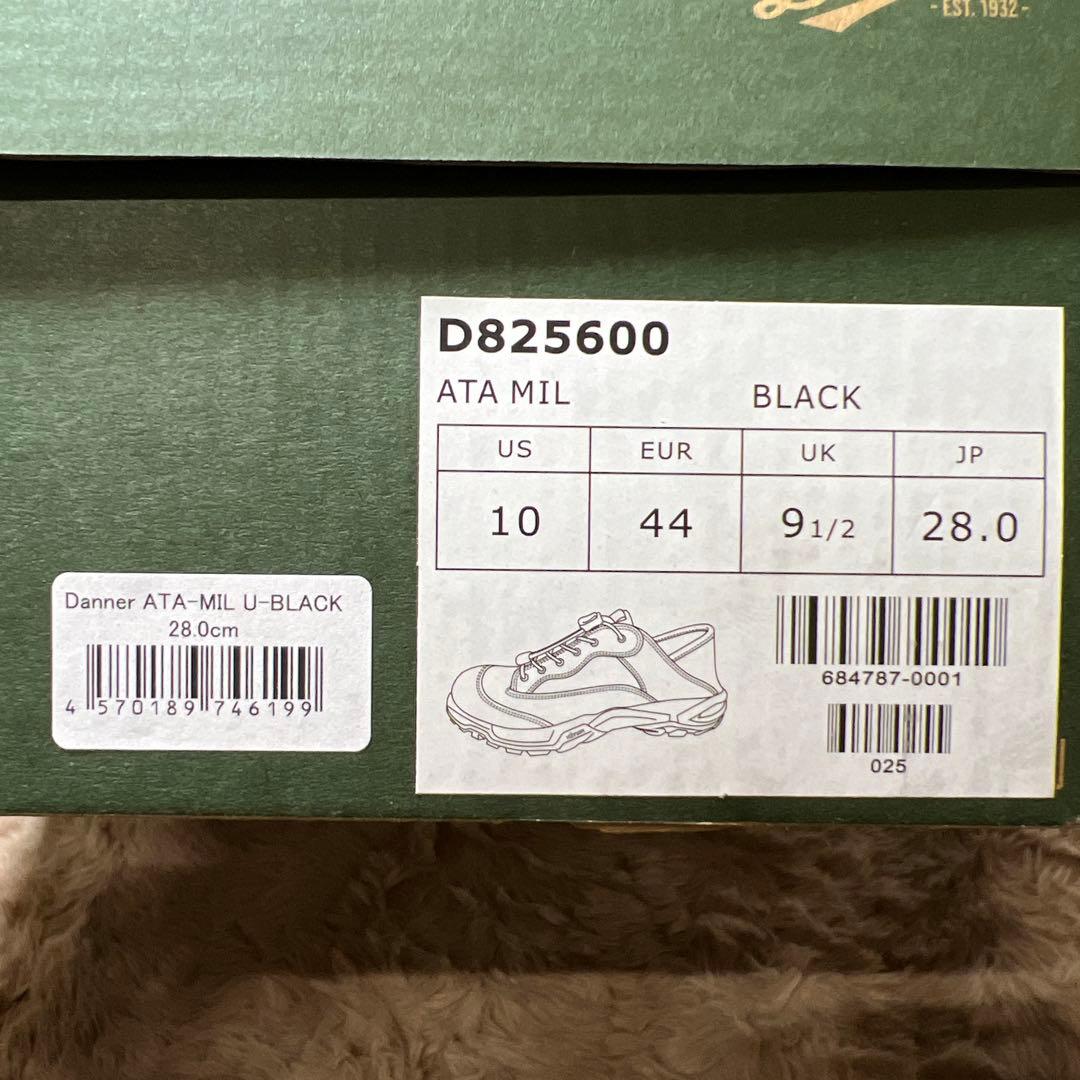 - EST. 1932 -
D825600
ATA MIL BLACK
US EUR UK JP
10 44 9 1/2 28.0
Danner ATA-MIL U-BLACK
28.0cm
4 570189 746199
684787-0001
025